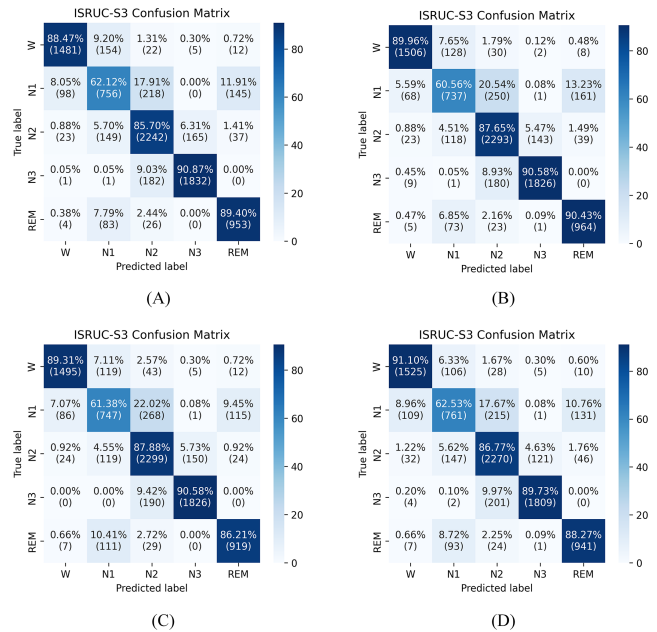 ISRUC-S3 Confusion Matrix
W 88.47% 9.20% 1.31% 0.30% 0.72%
(1481) (154) (22) (5) (12)
80
N1 8.05% 62.12% 17.91% 0.00% 11.91%
(98) (756) (218) (0) (145)
60
True label
N2 0.88% 5.70% 85.70% 6.31% 1.41%
(23) (149) (2242) (165) (37)
40
N3 0.05% 0.05% 9.03% 90.87% 0.00%
(1) (1) (182) (1832) (0)
20
REM 0.38% 7.79% 2.44% 0.00% 89.40%
(4) (83) (26) (0) (953)
0
W N1 N2 N3 REM
Predicted label
(A)
ISRUC-S3 Confusion Matrix
W 89.96% 7.65% 1.79% 0.12% 0.48%
(1506) (128) (30) (2) (8)
80
N1 5.59% 60.56% 20.54% 0.08% 13.23%
(68) (737) (250) (1) (161)
60
True label
N2 0.88% 4.51% 87.65% 5.47% 1.49%
(23) (118) (2293) (143) (39)
40
N3 0.45% 0.05% 8.93% 90.58% 0.00%
(9) (1) (180) (1826) (0)
20
REM 0.47% 6.85% 2.16% 0.09% 90.43%
(5) (73) (23) (1) (964)
0
W N1 N2 N3 REM
Predicted label
(B)
ISRUC-S3 Confusion Matrix
W 89.31% 7.11% 2.57% 0.30% 0.72%
(1495) (119) (43) (5) (12)
80
N1 7.07% 61.38% 22.02% 0.08% 9.45%
(86) (747) (268) (1) (115)
60
True label
N2 0.92% 4.55% 87.88% 5.73% 0.92%
(24) (119) (2299) (150) (24)
40
N3 0.00% 0.00% 9.42% 90.58% 0.00%
(0) (0) (190) (1826) (0)
20
REM 0.66% 10.41% 2.72% 0.00% 86.21%
(7) (111) (29) (0) (919)
0
W N1 N2 N3 REM
Predicted label
(C)
ISRUC-S3 Confusion Matrix
W 91.10% 6.33% 1.67% 0.30% 0.60%
(1525) (106) (28) (5) (10)
80
N1 8.96% 62.53% 17.67% 0.08% 10.76%
(109) (761) (215) (1) (131)
60
True label
N2 1.22% 5.62% 86.77% 4.63% 1.76%
(32) (147) (2270) (121) (46)
40
N3 0.20% 0.10% 9.97% 89.73% 0.00%
(4) (2) (201) (1809) (0)
20
REM 0.66% 8.72% 2.25% 0.09% 88.27%
(7) (93) (24) (1) (941)
0
W N1 N2 N3 REM
Predicted label
(D)